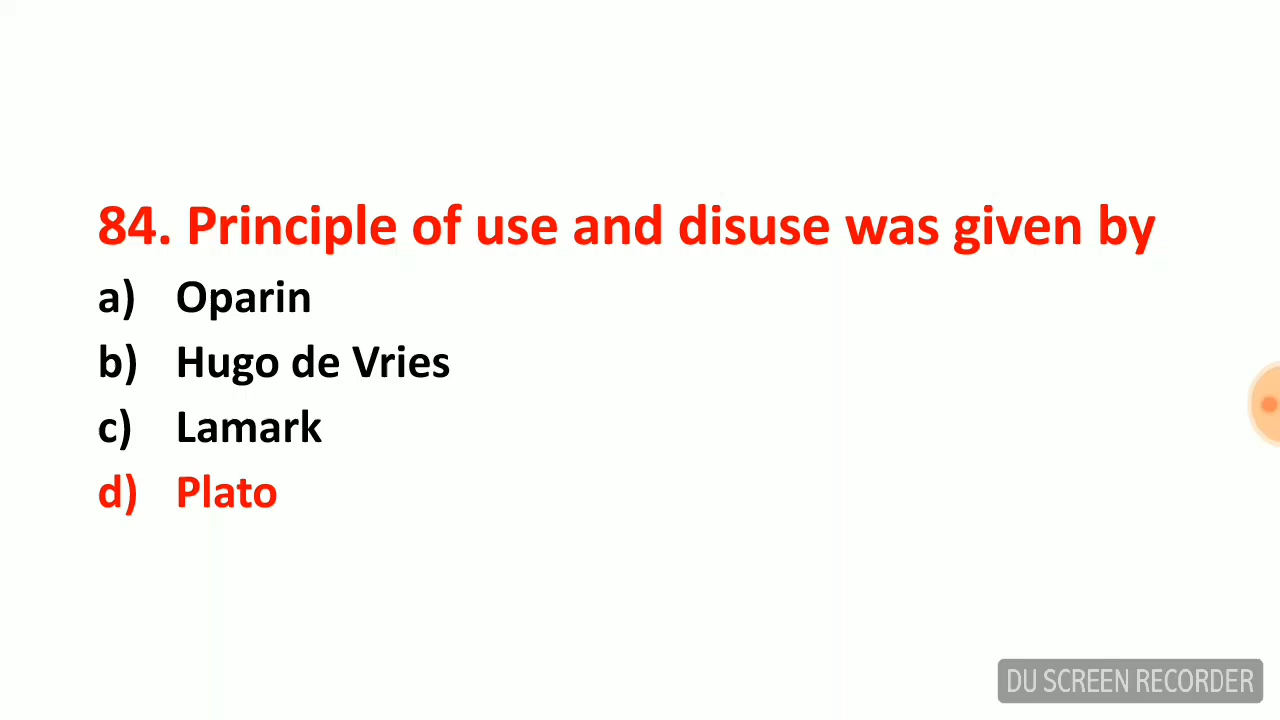 84. Principle of use and disuse was given by
a) Oparin
b) Hugo de Vries
c) Lamark
d) Plato
DU SCREEN RECORDER